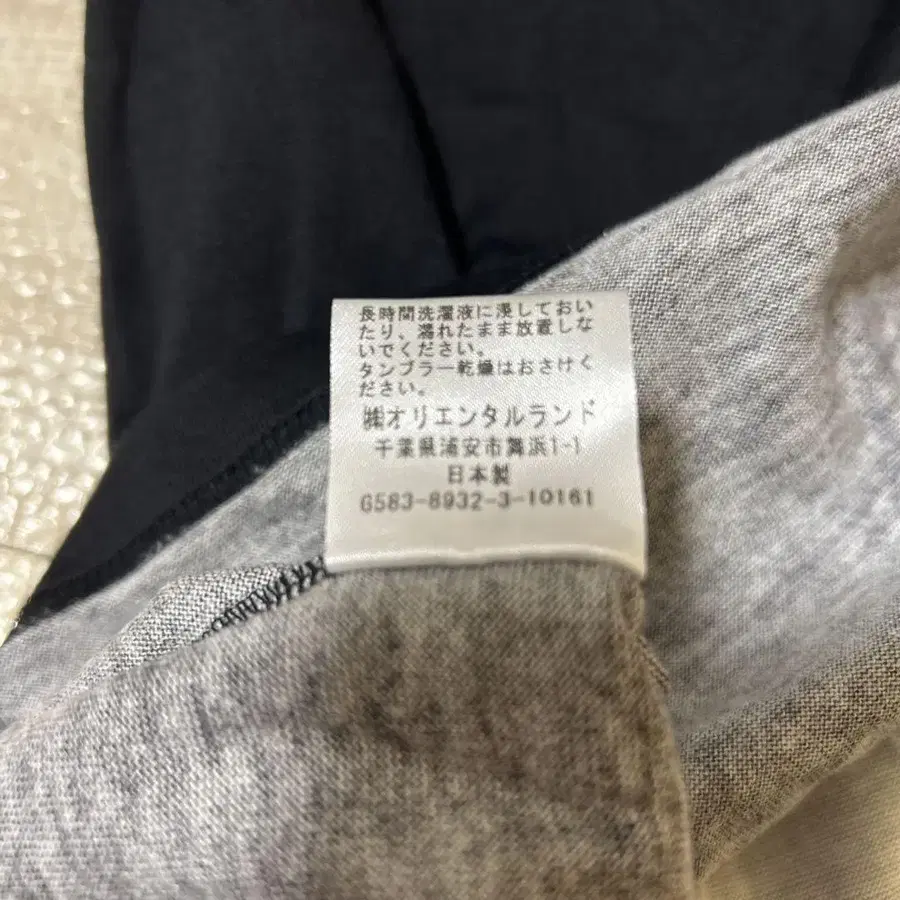 長時間洗濯液に浸しておい
たり、濡れたまま放置しな
いでください。
タンブラー乾燥はおさけく
ださい。
㈱オリエンタルランド
千葉県浦安市舞浜1-1
日本製
G583-8932-3-10161